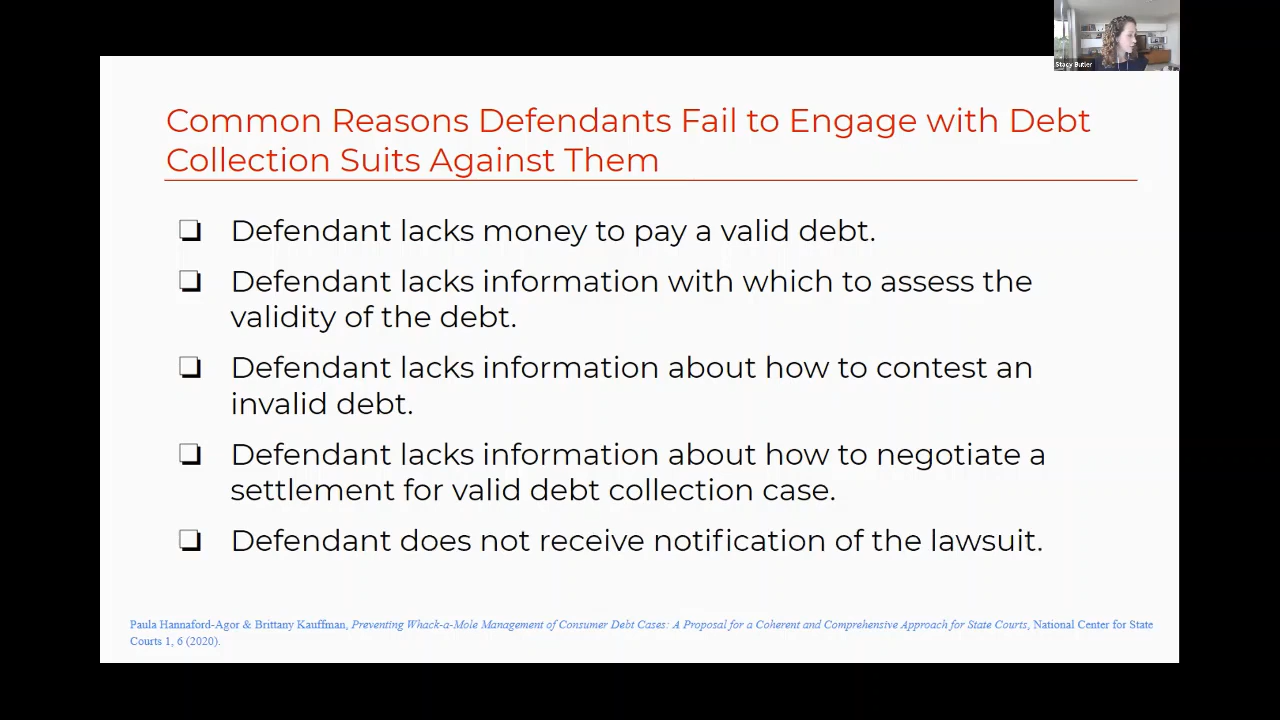 Stacy Butler
Common Reasons Defendants Fail to Engage with Debt
Collection Suits Against Them
❑ Defendant lacks money to pay a valid debt.
❑ Defendant lacks information with which to assess the
validity of the debt.
❑ Defendant lacks information about how to contest an
invalid debt.
❑ Defendant lacks information about how to negotiate a
settlement for valid debt collection case.
❑ Defendant does not receive notification of the lawsuit.
Paula Hannaford-Agor & Brittany Kauffman, Preventing Whack-a-Mole Management of Consumer Debt Cases: A Proposal for a Coherent and Comprehensive Approach for State Courts, National Center for State
Courts 1, 6 (2020).